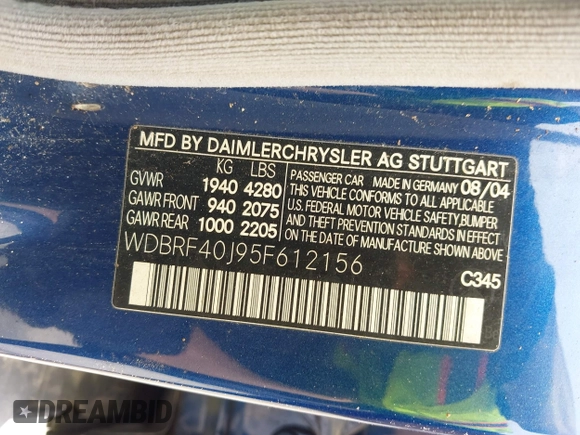 MFD BY DAIMLERCHRYSLER AG STUTTGART
KG LBS
GVWR 1940 4280
GAWR FRONT 940 2075
GAWR REAR 1000 2205
PASSENGER CAR MADE IN GERMANY 08/04
THIS VEHICLE CONFORMS TO ALL APPLICABLE
U.S. FEDERAL MOTOR VEHICLE SAFETY,BUMPER
AND THEFT PREVENTION STANDARDS IN EFFECT
ON THE DATE OF MANUFACTURE SHOWN ABOVE
WDBRF40J95F612156
C345
DREAMBID